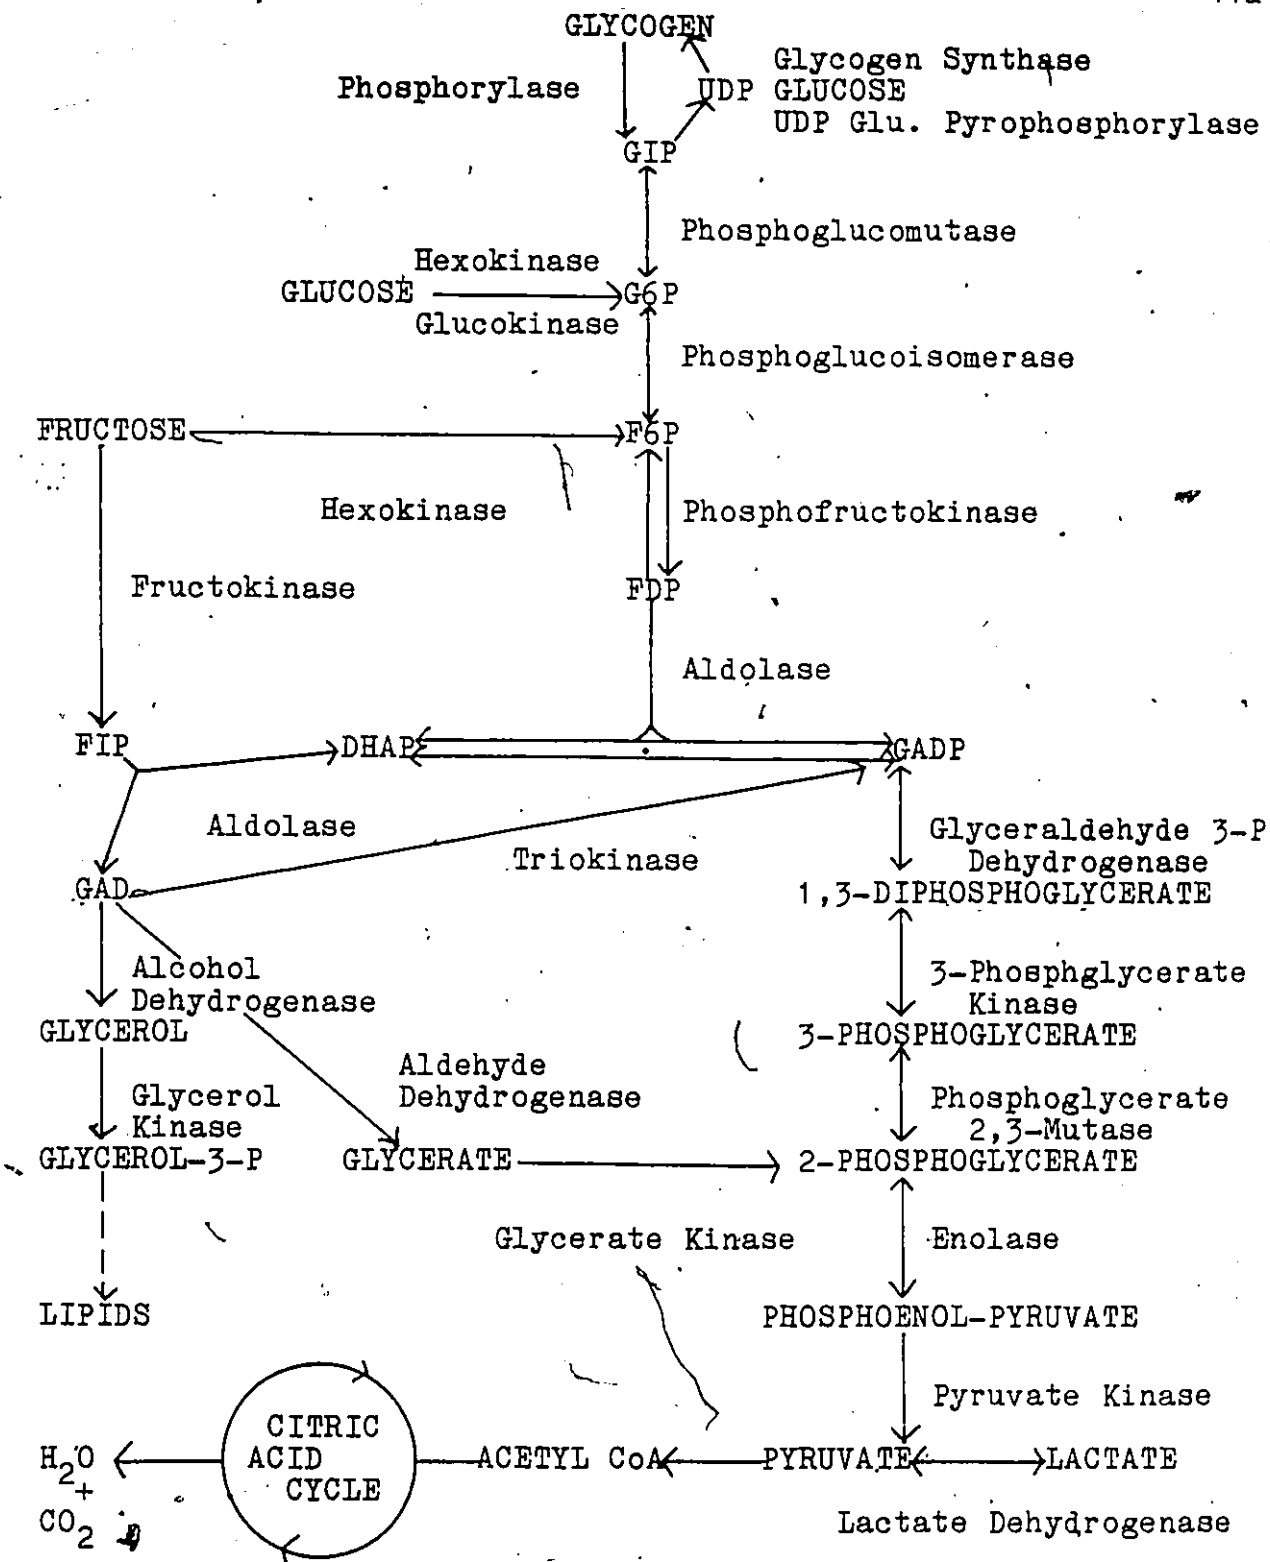 GLYCOGEN
Glycogen Synthase
Phosphorylase
UDP GLUCOSE
UDP Glu. Pyrophosphorylase
GIP
Phosphoglucomutase
Hexokinase
GLUCOSE
G6P
Glucokinase
Phosphoglucoisomerase
FRUCTOSE
F6P
Hexokinase
Phosphofructokinase
Fructokinase
FDP
Aldolase
FIP
DHAP
GADP
Aldolase
Triokinase
Glyceraldehyde 3-P
Dehydrogenase
GAD
1,3-DIPHOSPHOGLYCERATE
Alcohol
Dehydrogenase
3-Phosphglycerate
Kinase
GLYCEROL
3-PHOSPHOGLYCERATE
Aldehyde
Dehydrogenase
Glycerol
Kinase
Phosphoglycerate
2,3-Mutase
GLYCEROL-3-P
GLYCERATE
2-PHOSPHOGLYCERATE
Glycerate Kinase
Enolase
LIPIDS
PHOSPHOENOL-PYRUVATE
Pyruvate Kinase
CITRIC
ACID
CYCLE
H2O
+
CO2
ACETYL CoA
PYRUVATE
LACTATE
Lactate Dehydrogenase